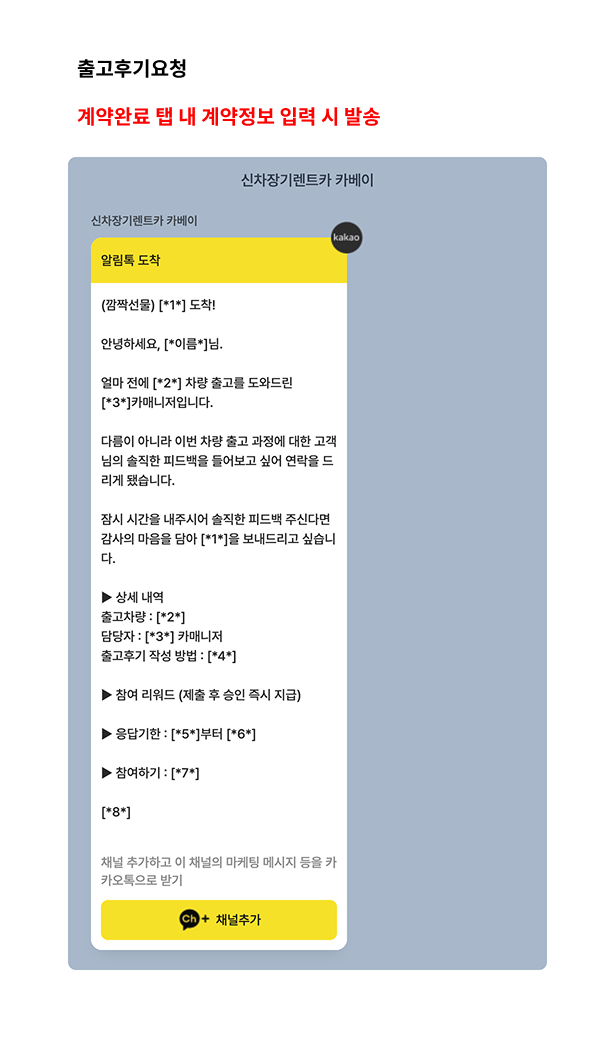 출고후기요청
계약완료 탭 내 계약정보 입력 시 발송
신차장기렌트카 카베이
신차장기렌트카 카베이
kakao
알림톡 도착
(깜짝선물) [*1*] 도착!
안녕하세요, [*이름*]님.
얼마 전에 [*2*] 차량 출고를 도와드린
[*3*]카매니저입니다.
다름이 아니라 이번 차량 출고 과정에 대한 고객
님의 솔직한 피드백을 들어보고 싶어 연락을 드
리게 됐습니다.
잠시 시간을 내주시어 솔직한 피드백 주신다면
감사의 마음을 담아 [*1*]을 보내드리고 싶습니
다.
▶ 상세 내역
출고차량 : [*2*]
담당자 : [*3*] 카매니저
출고후기 작성 방법 : [*4*]
▶ 참여 리워드 (제출 후 승인 즉시 지급)
▶ 응답기한 : [*5*]부터 [*6*]
▶ 참여하기 : [*7*]
[*8*]
채널 추가하고 이 채널의 마케팅 메시지 등을 카
카오톡으로 받기
Ch+ 채널추가